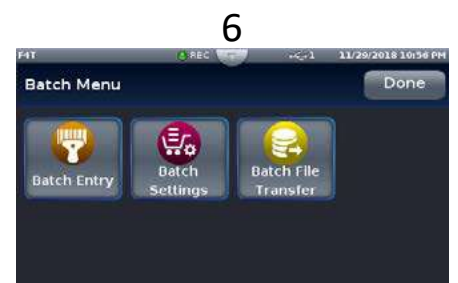 6
F4T REC 1 11/29/2018 10:56 PM
Batch Menu Done
Batch Entry
Batch
Settings
Batch File
Transfer